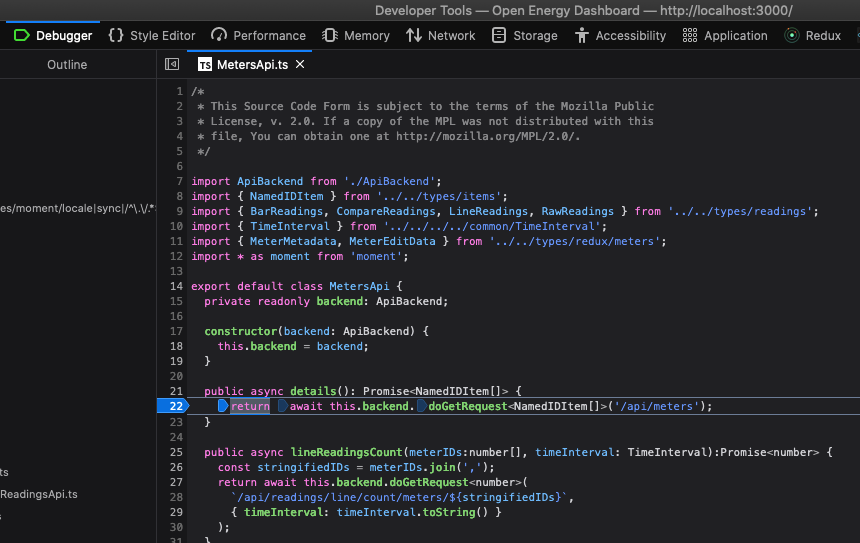 Developer Tools — Open Energy Dashboard — http://localhost:3000/
Debugger {} Style Editor Performance Memory Network Storage Accessibility Application Redux
Outline
TS MetersApi.ts ×
1 /*
2 * This Source Code Form is subject to the terms of the Mozilla Public
3 * License, v. 2.0. If a copy of the MPL was not distributed with this
4 * file, You can obtain one at http://mozilla.org/MPL/2.0/.
5 */
6
7 import ApiBackend from './ApiBackend';
8 import { NamedIDItem } from '../../types/items';
es/moment/locale|sync|/^\.\/.*
9 import { BarReadings, CompareReadings, LineReadings, RawReadings } from '../../types/readings';
10 import { TimeInterval } from '../../../../common/TimeInterval';
11 import { MeterMetadata, MeterEditData } from '../../types/redux/meters';
12 import * as moment from 'moment';
13
14 export default class MetersApi {
15 private readonly backend: ApiBackend;
16
17 constructor(backend: ApiBackend) {
18 this.backend = backend;
19 }
20
21 public async details(): Promise<NamedIDItem[]> {
22 return await this.backend.doGetRequest<NamedIDItem[]>('/api/meters');
23 }
24
25 public async lineReadingsCount(meterIDs:number[], timeInterval: TimeInterval):Promise<number> {
26 const stringifiedIDs = meterIDs.join(',');
ts
27 return await this.backend.doGetRequest<number>(
ReadingsApi.ts
28 `/api/readings/line/count/meters/${stringifiedIDs}`,
29 { timeInterval: timeInterval.toString() }
30 );
31 }